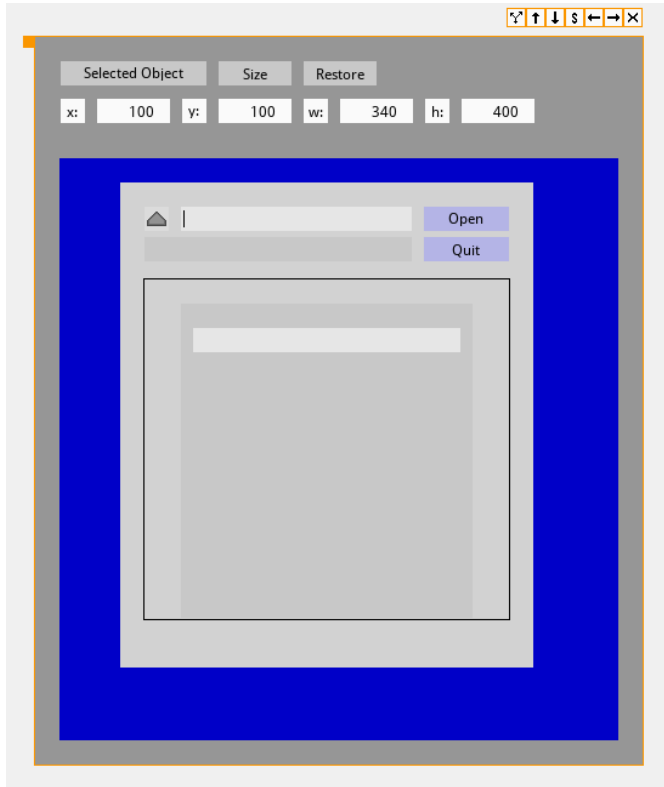 $
Selected Object Size Restore
x: 100 y: 100 w: 340 h: 400
Open
Quit